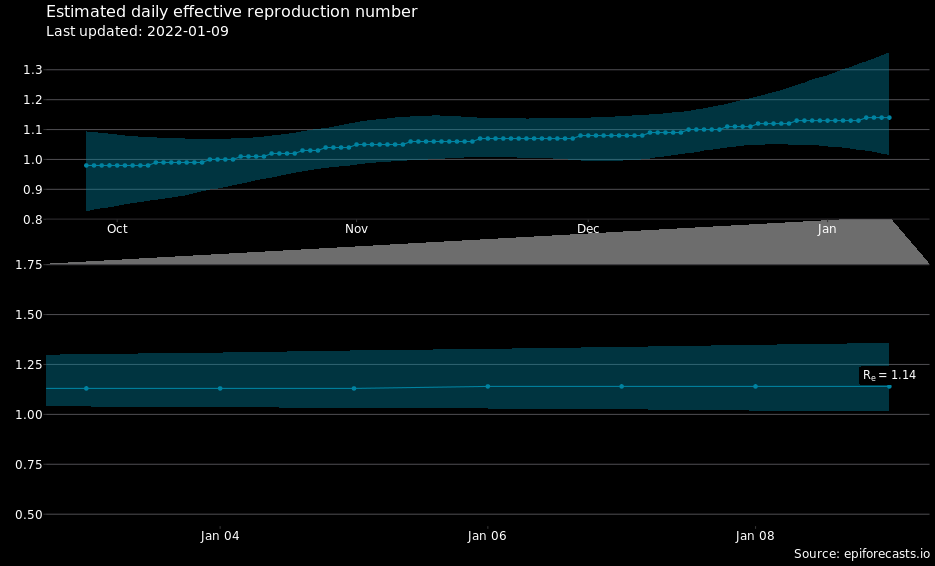 Estimated daily effective reproduction number
Last updated: 2022-01-09
1.3
1.2
1.1
1.0
0.9
0.8
Oct Nov Dec Jan
1.75
1.50
1.25
Re = 1.14
1.00
0.75
0.50
Jan 04 Jan 06 Jan 08
Source: epiforecasts.io